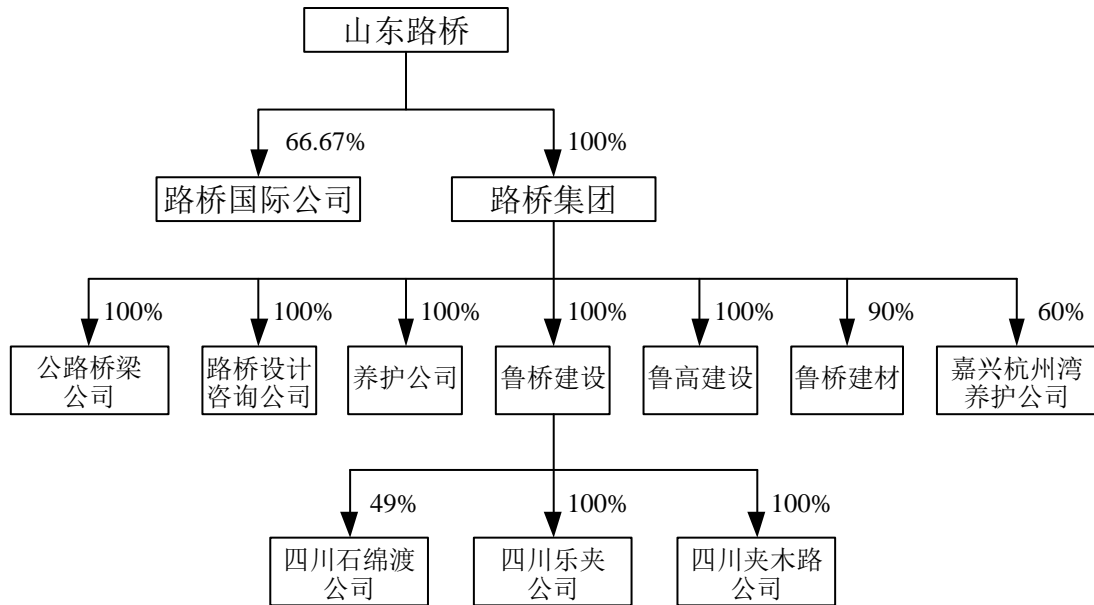 山东路桥
66.67%
100%
路桥国际公司
路桥集团
100%
100%
100%
100%
100%
90%
60%
公路桥梁
公司
路桥设计
咨询公司
养护公司
鲁桥建设
鲁高建设
鲁桥建材
嘉兴杭州湾
养护公司
49%
100%
100%
四川石绵渡
公司
四川乐夹
公司
四川夹木路
公司